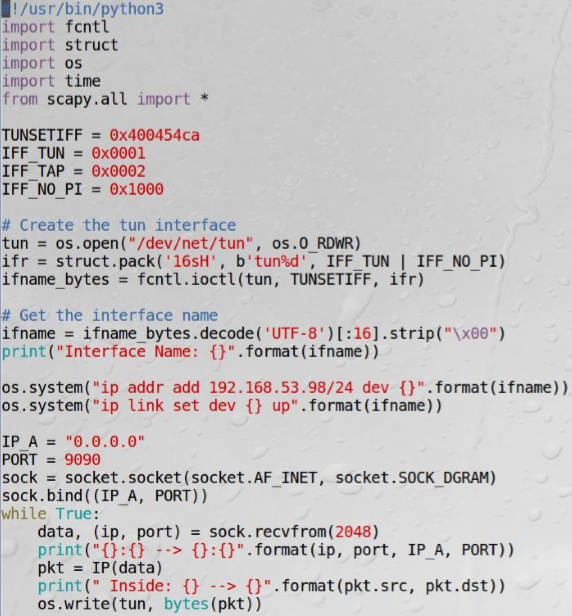 #!/usr/bin/python3
import fcntl
import struct
import os
import time
from scapy.all import *
TUNSETIFF = 0x400454ca
IFF_TUN = 0x0001
IFF_TAP = 0x0002
IFF_NO_PI = 0x1000
# Create the tun interface
tun = os.open("/dev/net/tun", os.O_RDWR)
ifr = struct.pack('16sH', b'tun%d', IFF_TUN | IFF_NO_PI)
ifname_bytes = fcntl.ioctl(tun, TUNSETIFF, ifr)
# Get the interface name
ifname = ifname_bytes.decode('UTF-8')[:16].strip("\x00")
print("Interface Name: {}".format(ifname))
os.system("ip addr add 192.168.53.98/24 dev {}".format(ifname))
os.system("ip link set dev {} up".format(ifname))
IP_A = "0.0.0.0"
PORT = 9090
sock = socket.socket(socket.AF_INET, socket.SOCK_DGRAM)
sock.bind((IP_A, PORT))
while True:
    data, (ip, port) = sock.recvfrom(2048)
    print("{}:{} --> {}:{}".format(ip, port, IP_A, PORT))
    pkt = IP(data)
    print(" Inside: {} --> {}".format(pkt.src, pkt.dst))
    os.write(tun, bytes(pkt))